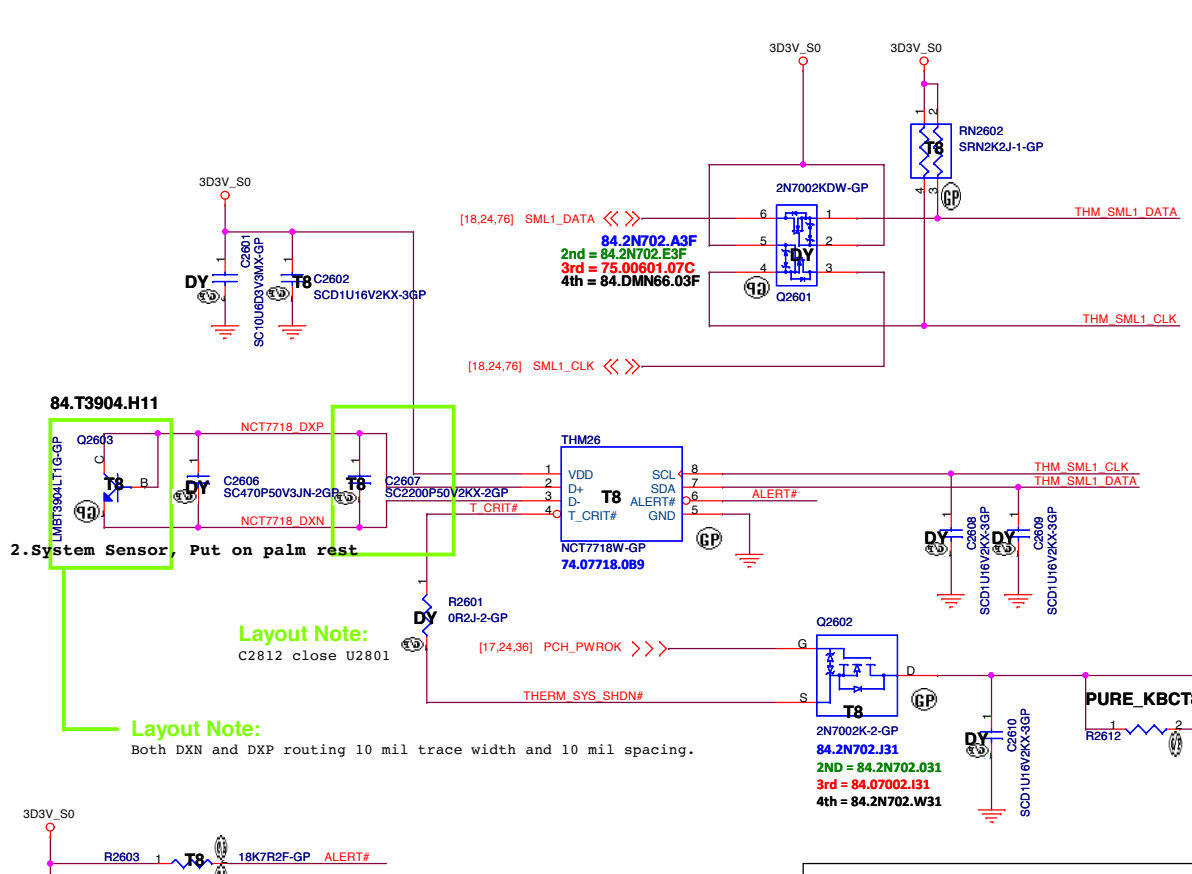 3D3V_S0
3D3V_S0
1
2
RN2602
SRN2K2J-1-GP
T8
4
3
GP
3D3V_S0
2N7002KDW-GP
[18,24,76] SML1_DATA
6
1
THM_SML1_DATA
84.2N702.A3F
2nd = 84.2N702.E3F
3rd = 75.00601.07C
4th = 84.DMN66.03F
5
2
DY
4
3
GP
Q2601
1
C2601
SC10U6D3V3MX-GP
DY
1
T8
C2602
SCD1U16V2KX-3GP
THM_SML1_CLK
[18,24,76] SML1_CLK
84.T3904.H11
LMBT3904LT1G-GP
Q2603
C
T8
B
GP
NCT7718_DXP
1
DY
C2606
SC470P50V3JN-2GP
1
T8
C2607
SC2200P50V2KX-2GP
NCT7718_DXN
T_CRIT#
2.System Sensor, Put on palm rest
THM26
1
2
3
4
VDD
D+
D-
T_CRIT#
T8
SCL
SDA
ALERT#
GND
8
7
6
5
NCT7718W-GP
74.07718.0B9
GP
THM_SML1_CLK
THM_SML1_DATA
ALERT#
1
DY
C2608
SCD1U16V2KX-3GP
1
DY
C2609
SCD1U16V2KX-3GP
1
DY
R2601
0R2J-2-GP
Layout Note:
C2812 close U2801
[17,24,36] PCH_PWROK
THERM_SYS_SHDN#
Q2602
G
D
S
T8
GP
2N7002K-2-GP
84.2N702.J31
2ND = 84.2N702.031
3rd = 84.07002.I31
4th = 84.2N702.W31
1
DY
C2610
SCD1U16V2KX-3GP
PURE_KBCT8
1
2
R2612
Layout Note:
Both DXN and DXP routing 10 mil trace width and 10 mil spacing.
3D3V_S0
R2603 1 T8 18K7R2F-GP ALERT#